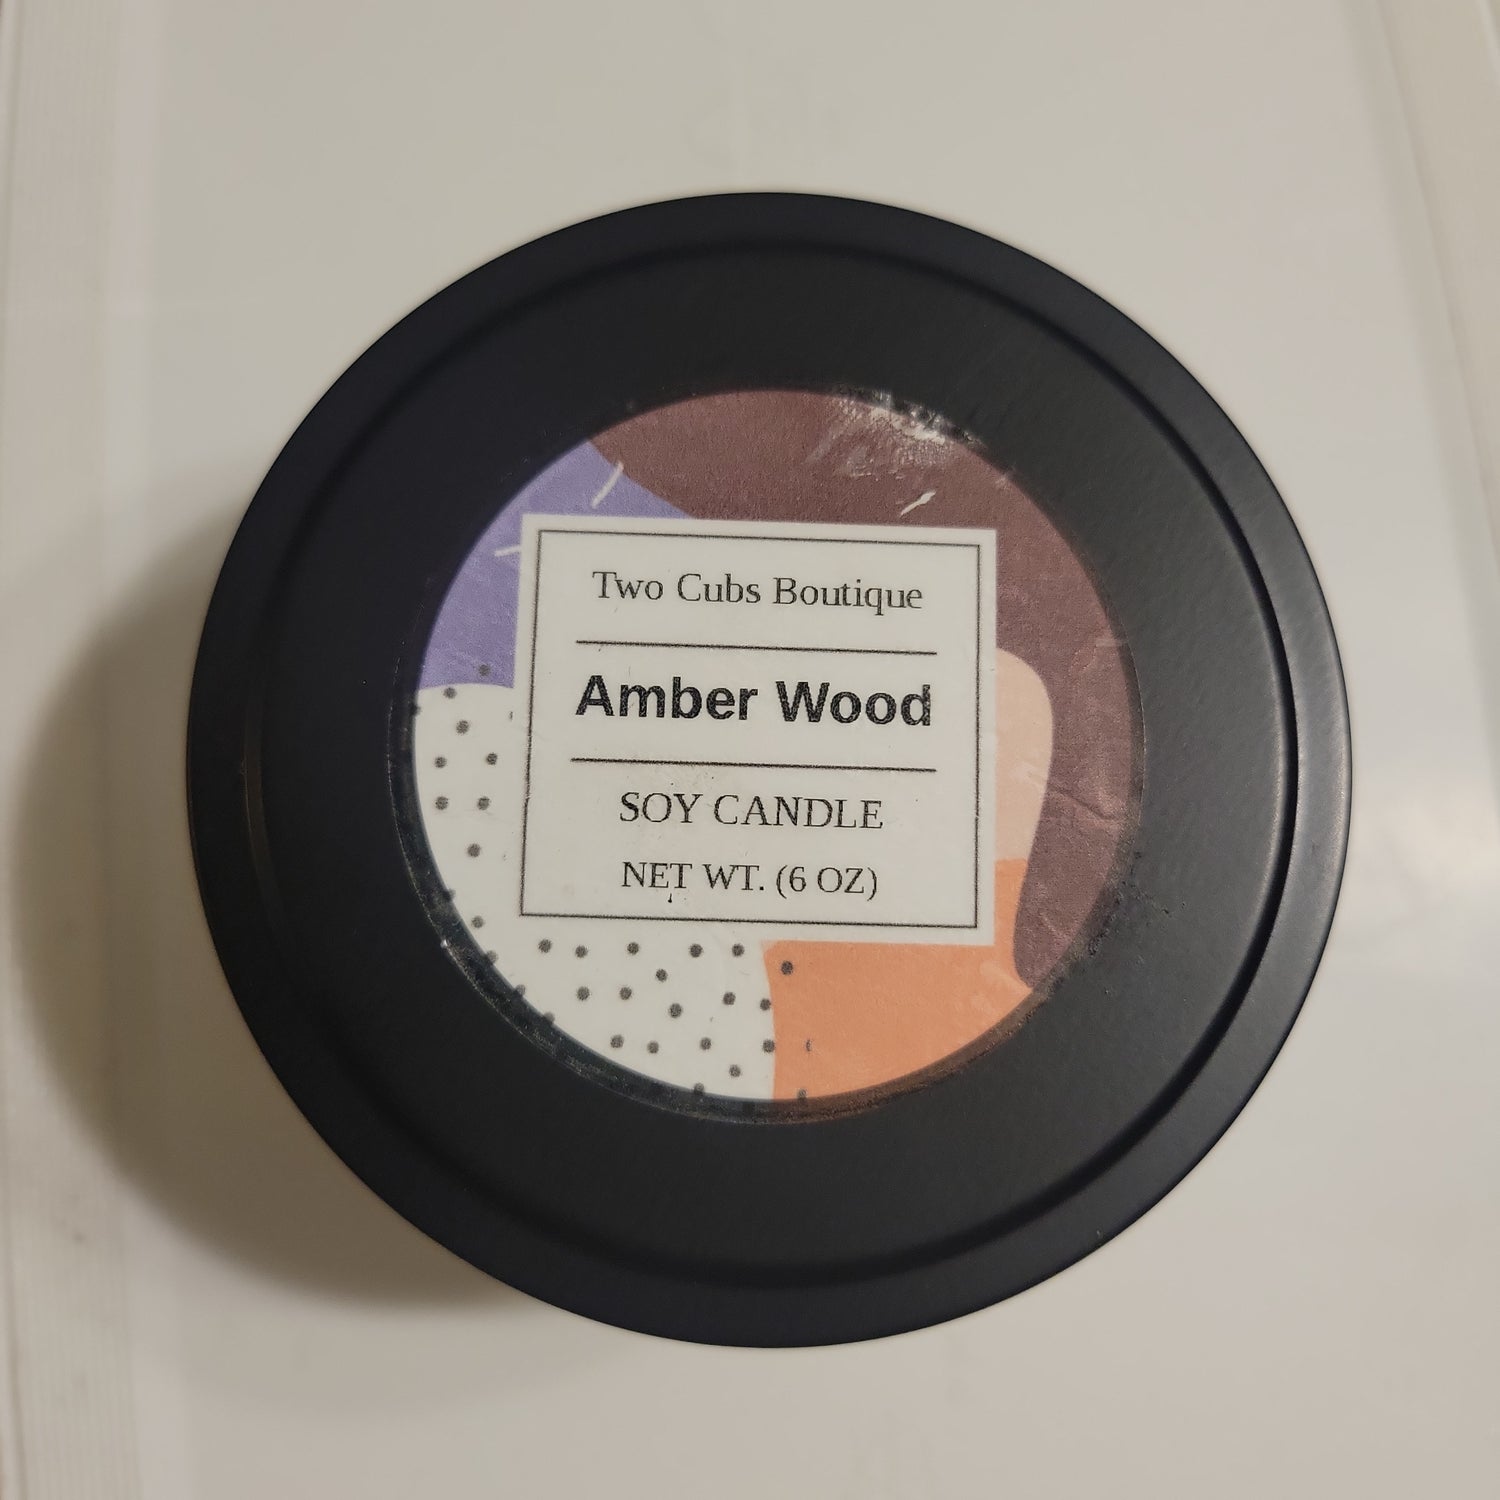 Two Cubs Boutique
Amber Wood
SOY CANDLE
NET WT. (6 OZ)